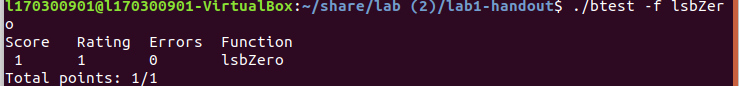 l170300901@l170300901-VirtualBox:~/share/lab (2)/lab1-handout$ ./btest -f lsbZer
o
Score Rating Errors Function
1 1 0 lsbZero
Total points: 1/1